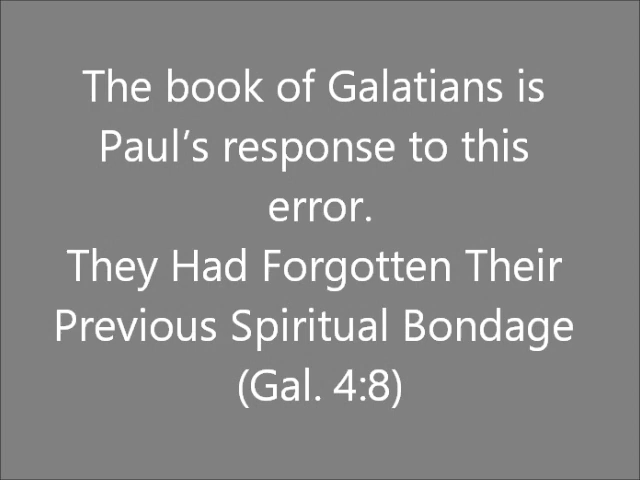 The book of Galatians is
Paul’s response to this
error.
They Had Forgotten Their
Previous Spiritual Bondage
(Gal. 4:8)